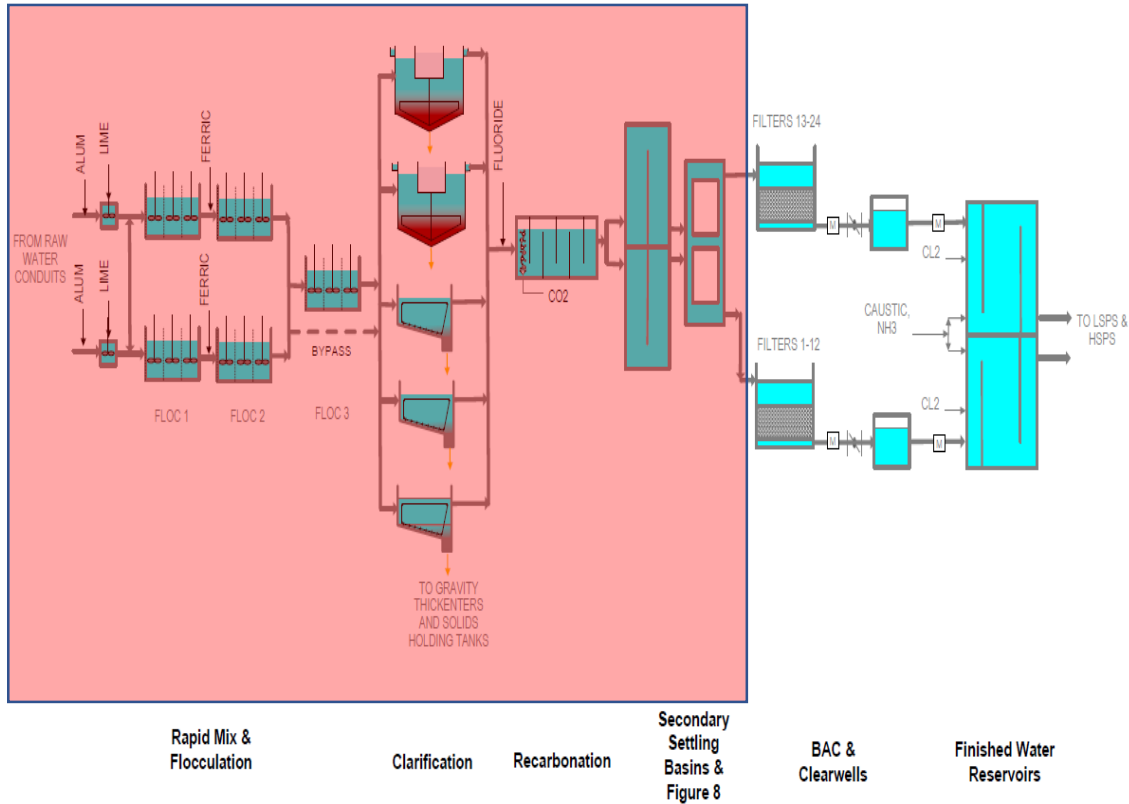 ALUM
LIME
FERRIC
FROM RAW
WATER
CONDUITS
ALUM
LIME
FERRIC
FLOC 1
FLOC 2
FLOC 3
BYPASS
FLUORIDE
CO2
TO GRAVITY
THICKENTERS
AND SOLIDS
HOLDING TANKS
FILTERS 13-24
M
M
CL2
CAUSTIC,
NH3
TO LSPS &
HSPS
FILTERS 1-12
CL2
M
M
Rapid Mix &
Flocculation
Clarification
Recarbonation
Secondary
Settling
Basins &
Figure 8
BAC &
Clearwells
Finished Water
Reservoirs